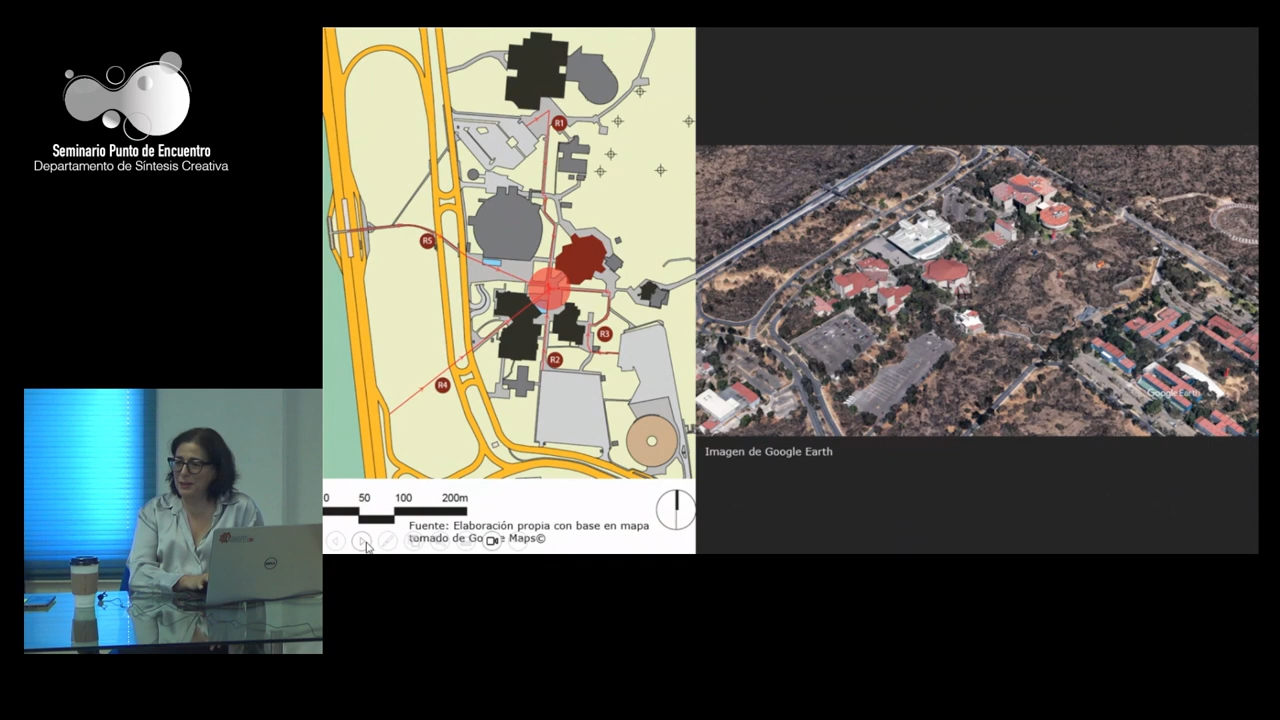 Seminario Punto de Encuentro
Departamento de Síntesis Creativa
R1
R5
R3
R2
R4
0 50 100 200m
Fuente: Elaboración propia con base en mapa
tomado de Go e Maps©
Google Earth
Imagen de Google Earth
DELL